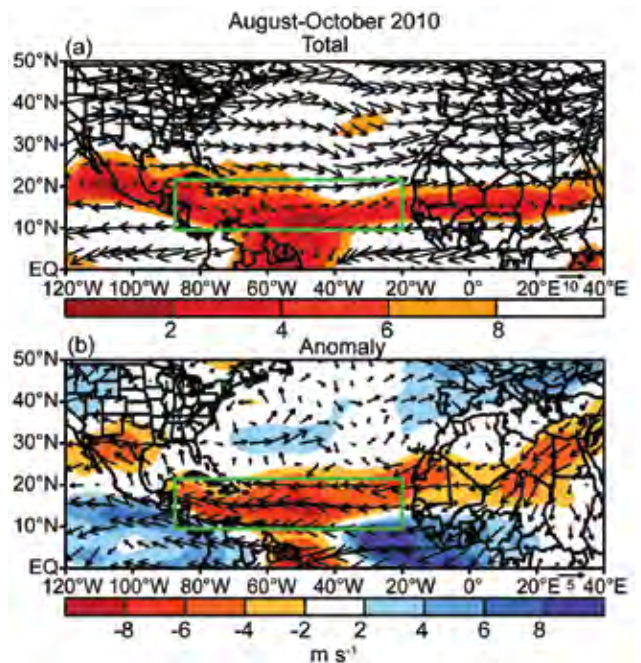 August-October 2010
Total
(a)
50°N
40°N
30°N
20°N
10°N
EQ
120°W 100°W 80°W 60°W 40°W 20°W 0° 20°E 10 40°E
2 4 6 8
(b)
Anomaly
50°N
40°N
30°N
20°N
10°N
EQ
120°W 100°W 80°W 60°W 40°W 20°W 0° 20°E 5 40°E
-8 -6 -4 -2 2 4 6 8
m s⁻¹